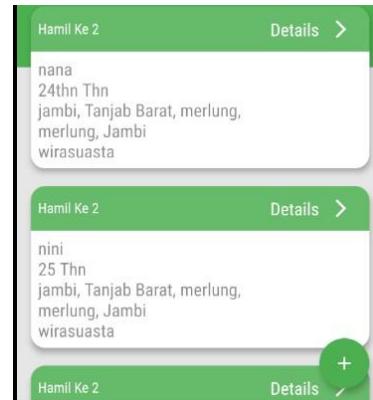 Hamil Ke 2 Details >
nana
24thn Thn
jambi, Tanjab Barat, merlung,
merlung, Jambi
wirasuasta
Hamil Ke 2 Details >
nini
25 Thn
jambi, Tanjab Barat, merlung,
merlung, Jambi
wirasuasta
+
Hamil Ke 2 Details